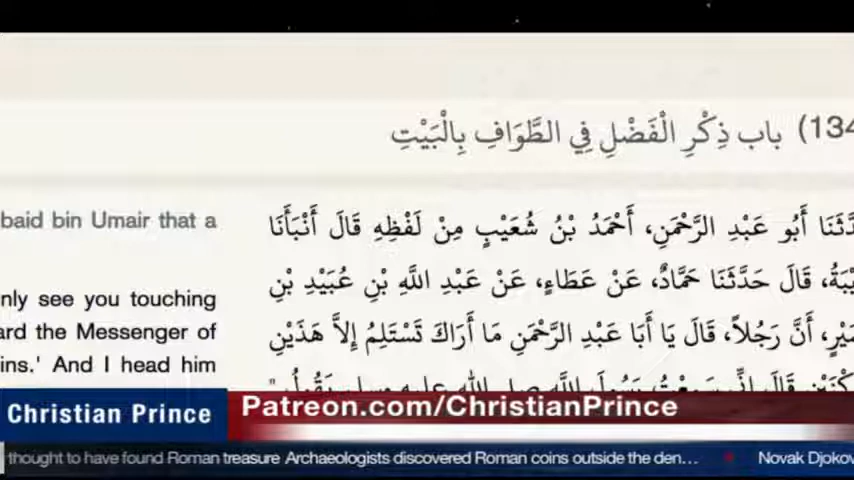 باب ذِكْرِ الْفَضْلِ فِي الطَّوَافِ بِالْبَيْتِ (134
baid bin Umair that a
nly see you touching
ard the Messenger of
ins.' And I head him
أَبُو عَبْدِ الرَّحْمَنِ، أَحْمَدُ بْنُ شُعَيْبٍ مِنْ لَفْظِهِ قَالَ أَنْبَأَنَا
قَالَ حَدَّثَنَا حَمَّادٌ، عَنْ عَطَاءٍ، عَنْ عَبْدِ اللَّهِ بْنِ عُبَيْدِ بْنِ
أَنَّ رَجُلاً، قَالَ يَا أَبَا عَبْدِ الرَّحْمَنِ مَا أَرَاكَ تَسْتَلِمُ إِلاَّ هَذَيْنِ
Christian Prince
Patreon.com/ChristianPrince
thought to have found Roman treasure Archaeologists discovered Roman coins outside the den... Novak Djokov